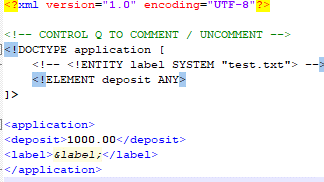 <?xml version="1.0" encoding="UTF-8"?>
<!-- CONTROL Q TO COMMENT / UNCOMMENT -->
<!DOCTYPE application [
<!-- <!ENTITY label SYSTEM "test.txt"> -->
<!ELEMENT deposit ANY>
]>
<application>
<deposit>1000.00</deposit>
<label>&label;</label>
</application>